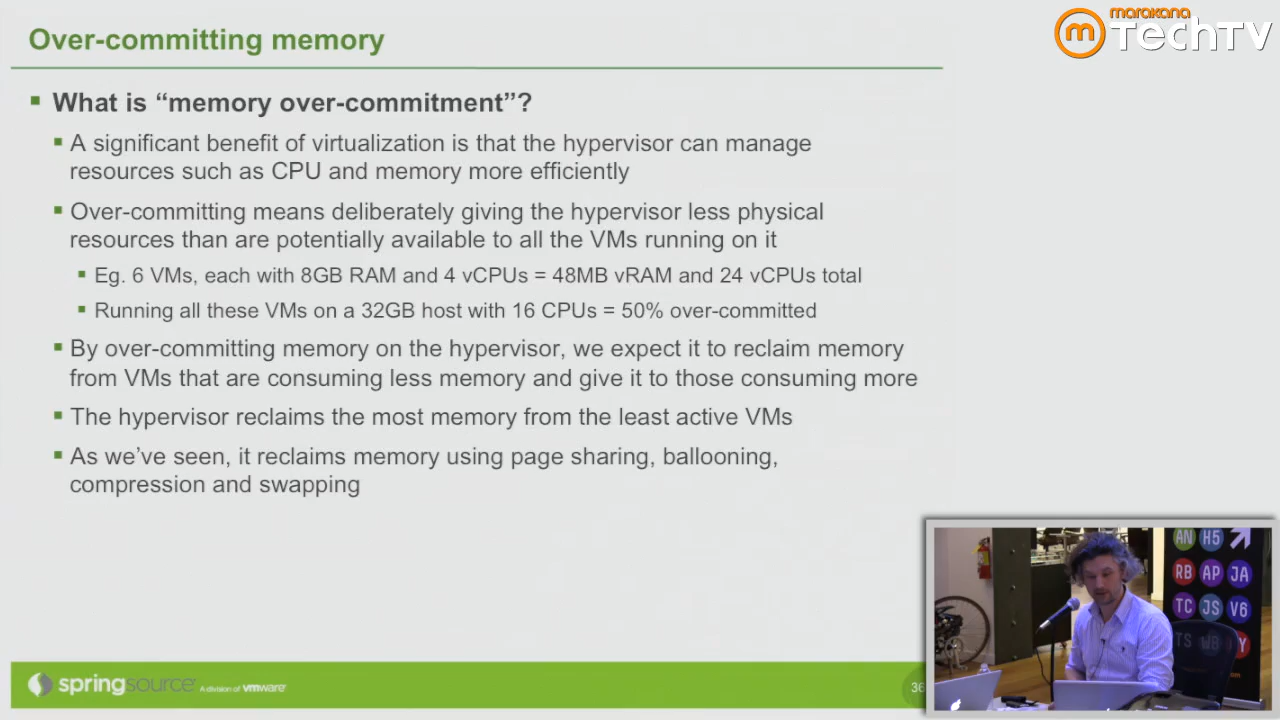 Over-committing memory
marakana
m TechTV
▪ What is “memory over-commitment”?
▪ A significant benefit of virtualization is that the hypervisor can manage
resources such as CPU and memory more efficiently
▪ Over-committing means deliberately giving the hypervisor less physical
resources than are potentially available to all the VMs running on it
▪ Eg. 6 VMs, each with 8GB RAM and 4 vCPUs = 48MB vRAM and 24 vCPUs total
▪ Running all these VMs on a 32GB host with 16 CPUs = 50% over-committed
▪ By over-committing memory on the hypervisor, we expect it to reclaim memory
from VMs that are consuming less memory and give it to those consuming more
▪ The hypervisor reclaims the most memory from the least active VMs
▪ As we’ve seen, it reclaims memory using page sharing, ballooning,
compression and swapping
AN H5
RB AP JA
TC JS V6
TS WB Y
springsource A division of vmware
36